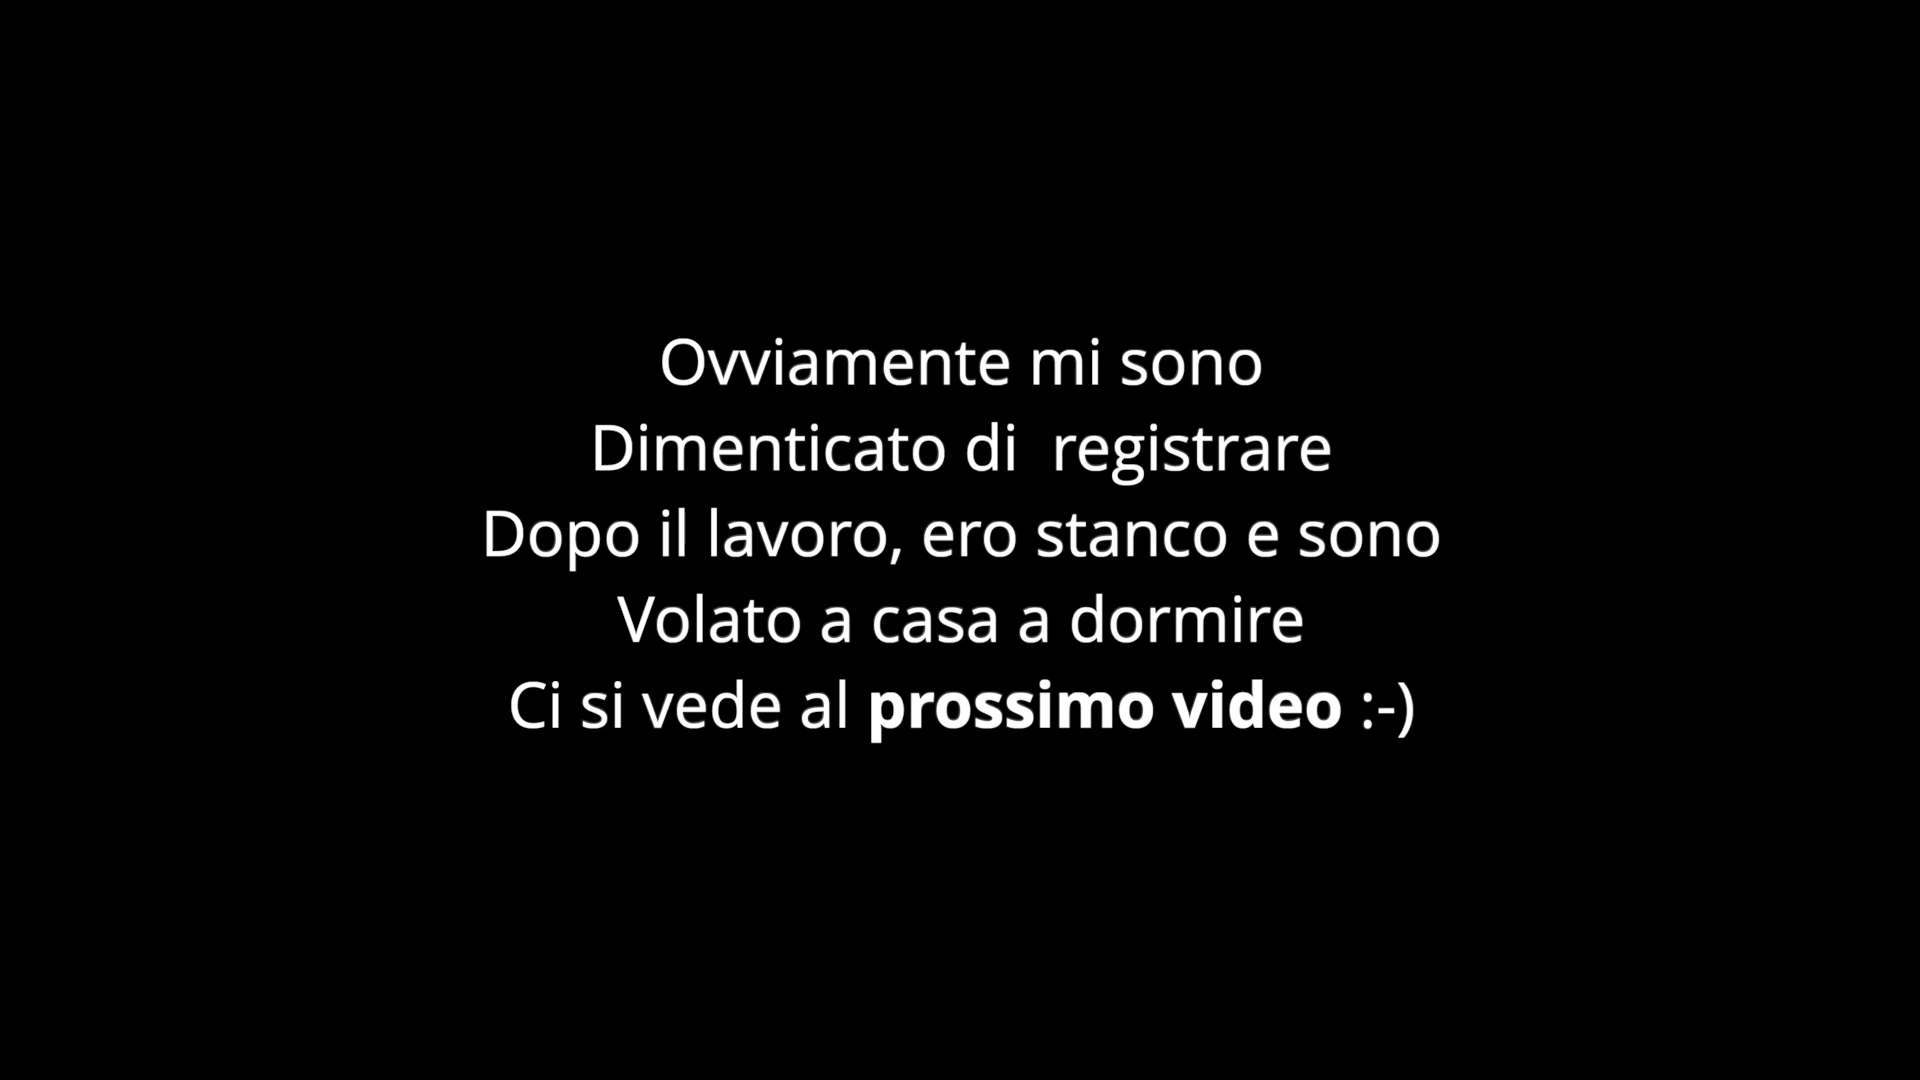 Ovviamente mi sono
Dimenticato di  registrare
Dopo il lavoro, ero stanco e sono
Volato a casa a dormire
Ci si vede al prossimo video :-)